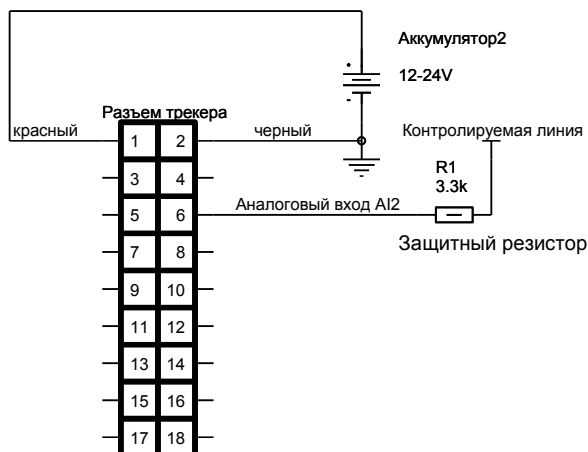 Аккумулятор2
12-24V
Разъем трекера
красный
1 2
черный
Контролируемая линия
3 4
R1
3.3k
5 6
Аналоговый вход AI2
Защитный резистор
7 8
9 10
11 12
13 14
15 16
17 18